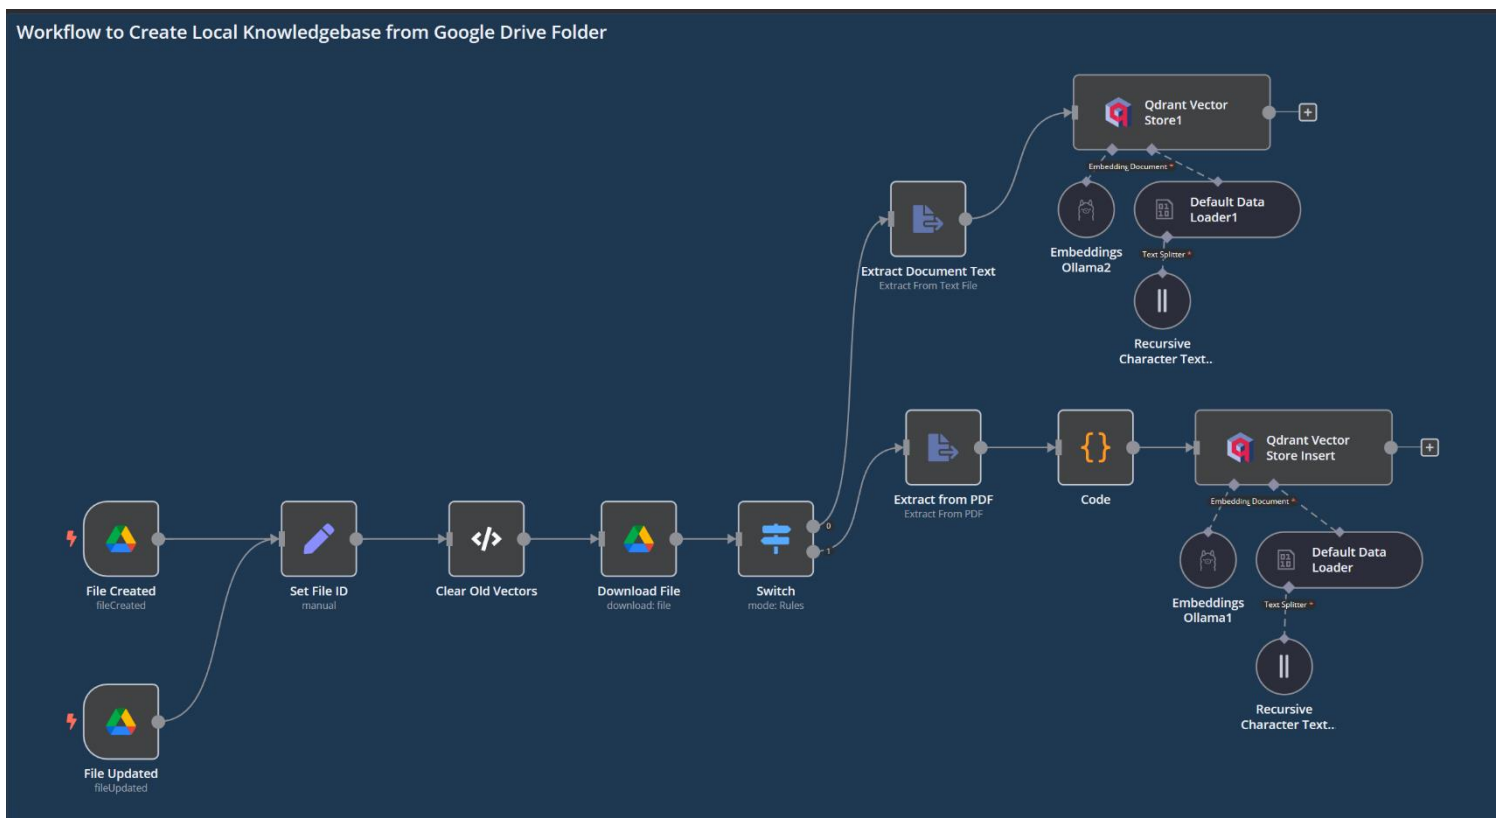 Workflow to Create Local Knowledgebase from Google Drive Folder
Qdrant Vector
Store1
Embedding
Document *
Embeddings
Ollama2
Default Data
Loader1
Text Splitter *
Recursive
Character Text..
Extract Document Text
Extract From Text File
Extract from PDF
Extract From PDF
Code
Qdrant Vector
Store Insert
Embedding
Document *
Embeddings
Ollama1
Default Data
Loader
Text Splitter *
Recursive
Character Text..
File Created
fileCreated
Set File ID
manual
Clear Old Vectors
Download File
download: file
Switch
mode: Rules
0
1
File Updated
fileUpdated